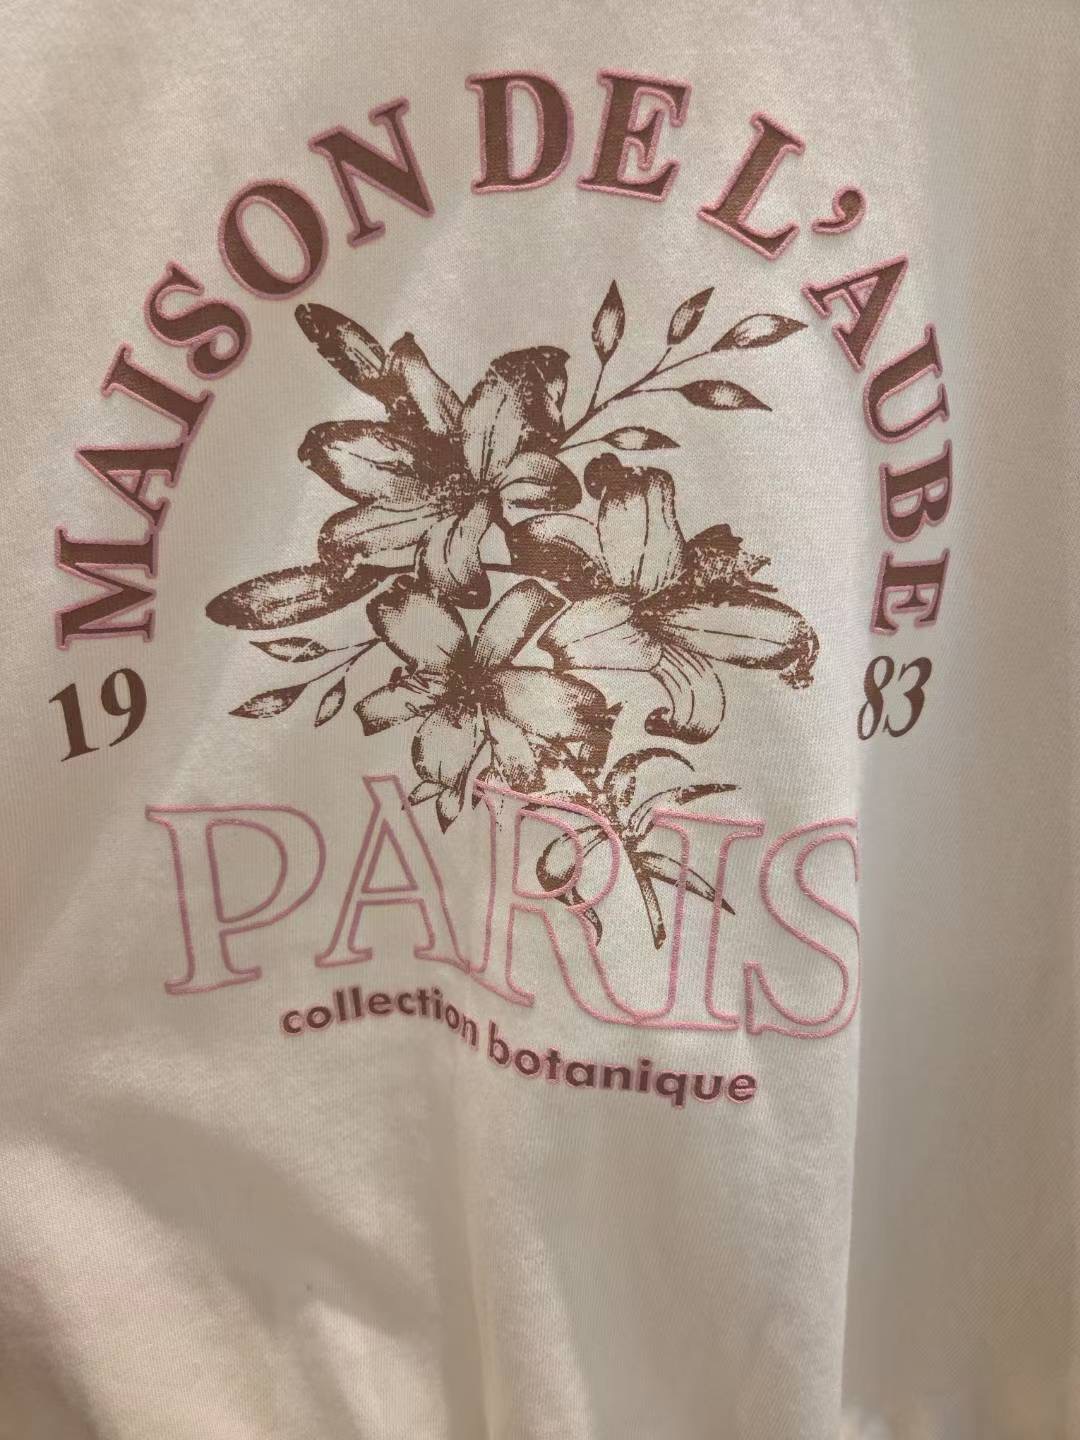 MAISON DE L'AUBE
19 83
PARIS
collection botanique